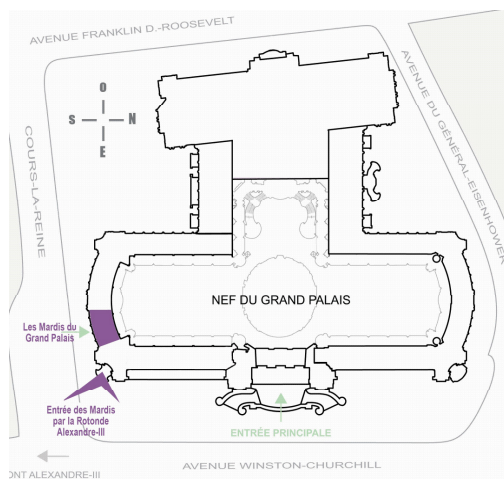 AVENUE FRANKLIN D.-ROOSEVELT
O
S
N
E
COURS-LA-REINE
AVENUE DU GÉNÉRAL-EISENHOWER
NEF DU GRAND PALAIS
Les Mardis du
Grand Palais
Entrée des Mardis
par la Rotonde
Alexandre-III
ENTRÉE PRINCIPALE
AVENUE WINSTON-CHURCHILL
ONT ALEXANDRE-III